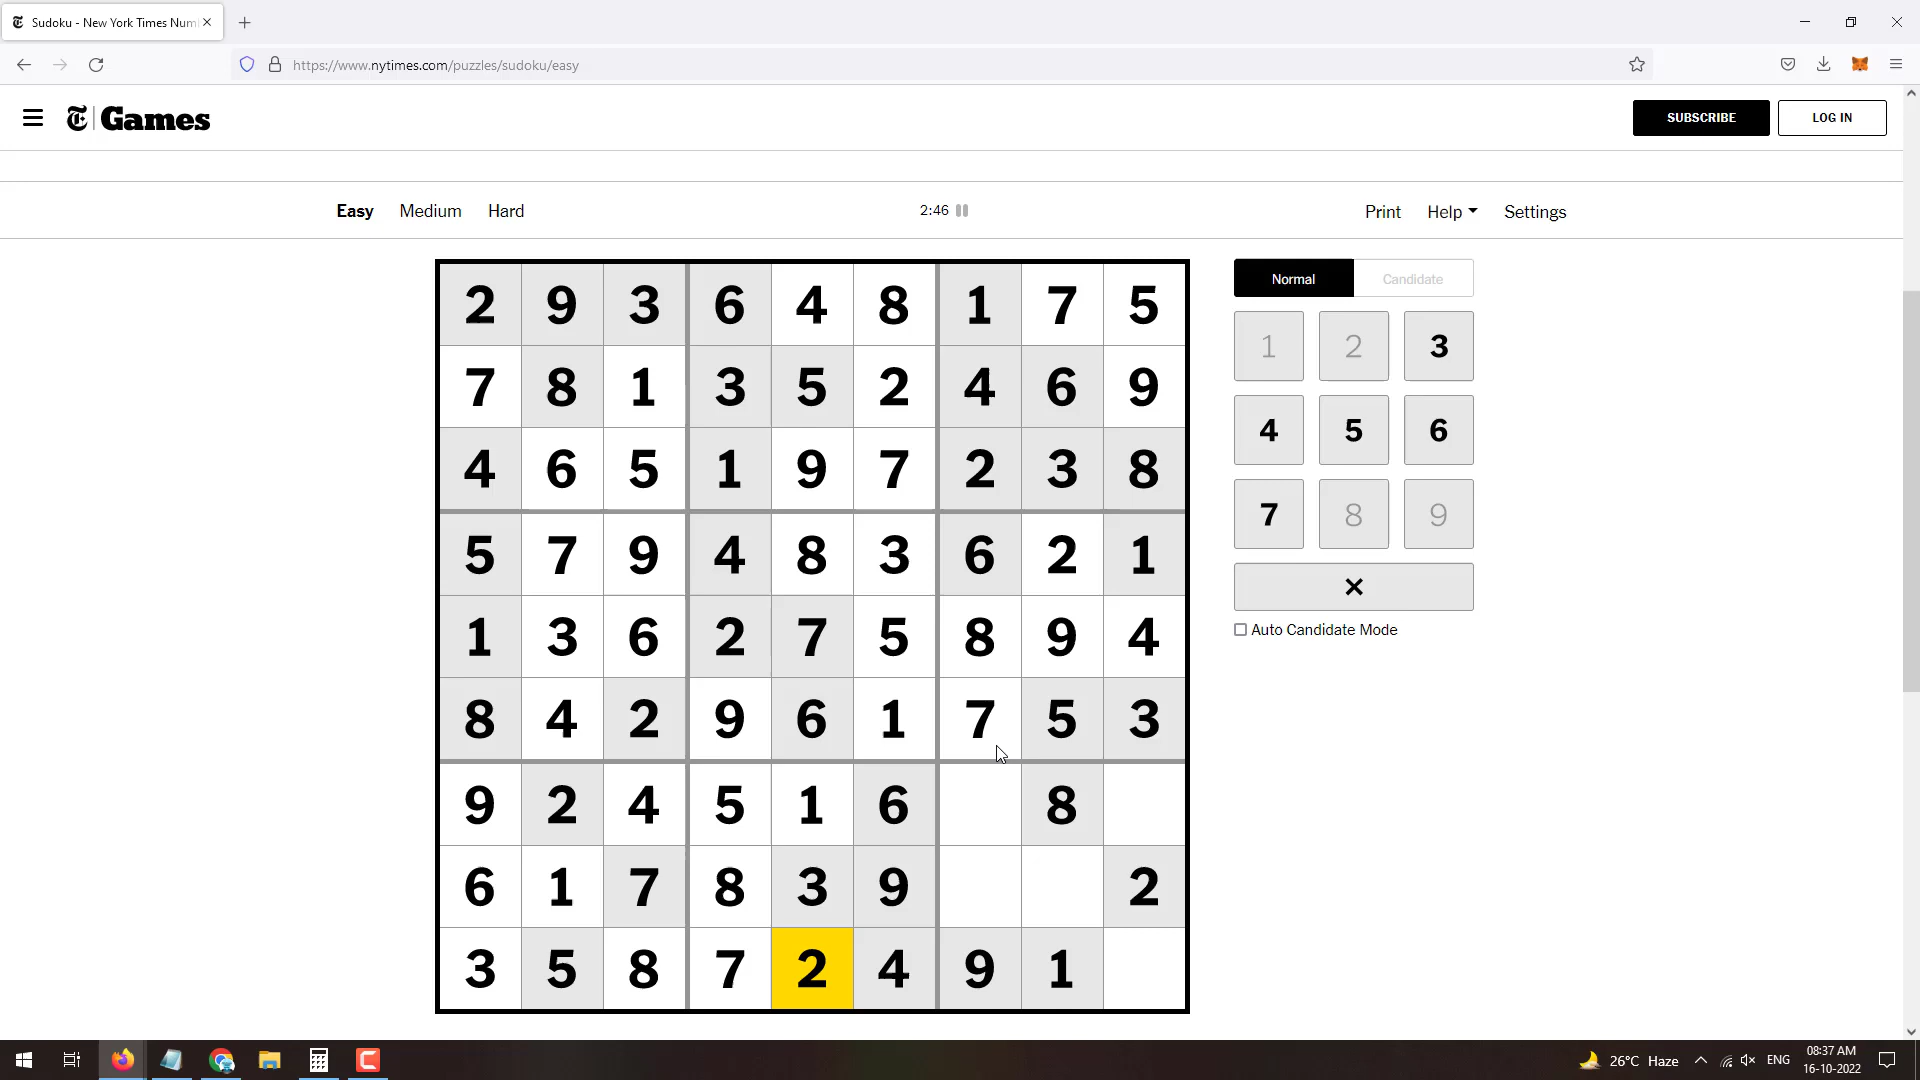 Sudoku - New York Times Num
https://www.nytimes.com/puzzles/sudoku/easy
Games
SUBSCRIBE
LOG IN
Easy Medium Hard 2:46 Print Help Settings
2 9 3 6 4 8 1 7 5
7 8 1 3 5 2 4 6 9
4 6 5 1 9 7 2 3 8
5 7 9 4 8 3 6 2 1
1 3 6 2 7 5 8 9 4
8 4 2 9 6 1 7 5 3
9 2 4 5 1 6 8
6 1 7 8 3 9 2
3 5 8 7 2 4 9 1
Normal Candidate
1 2 3
4 5 6
7 8 9
Auto Candidate Mode
26°C Haze
ENG
08:37 AM
16-10-2022